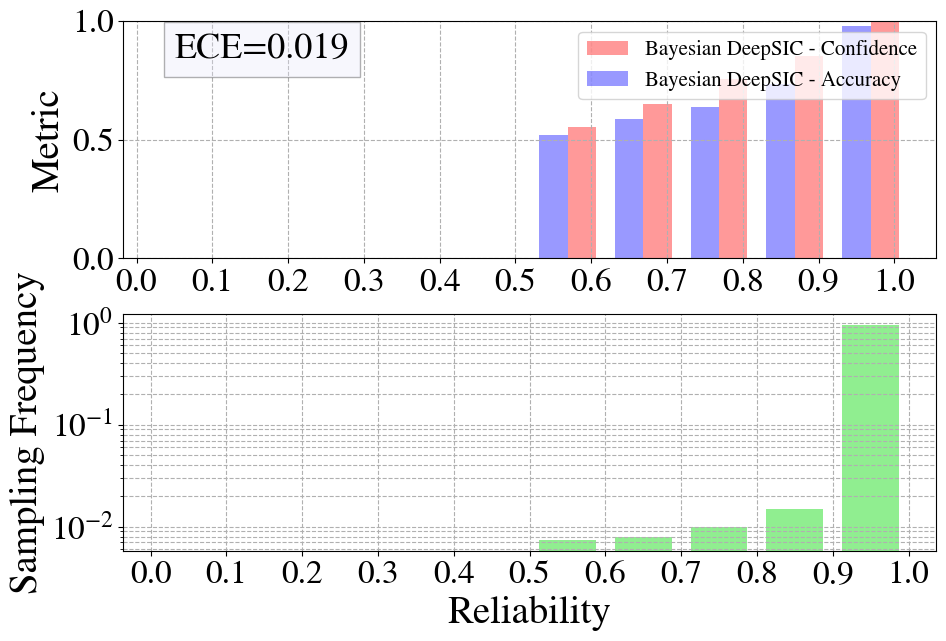 ECE=0.019
Bayesian DeepSIC - Confidence
Bayesian DeepSIC - Accuracy
Metric
1.0
0.5
0.0
0.0 0.1 0.2 0.3 0.4 0.5 0.6 0.7 0.8 0.9 1.0
Sampling Frequency
10⁰
10⁻¹
10⁻²
0.0 0.1 0.2 0.3 0.4 0.5 0.6 0.7 0.8 0.9 1.0
Reliability